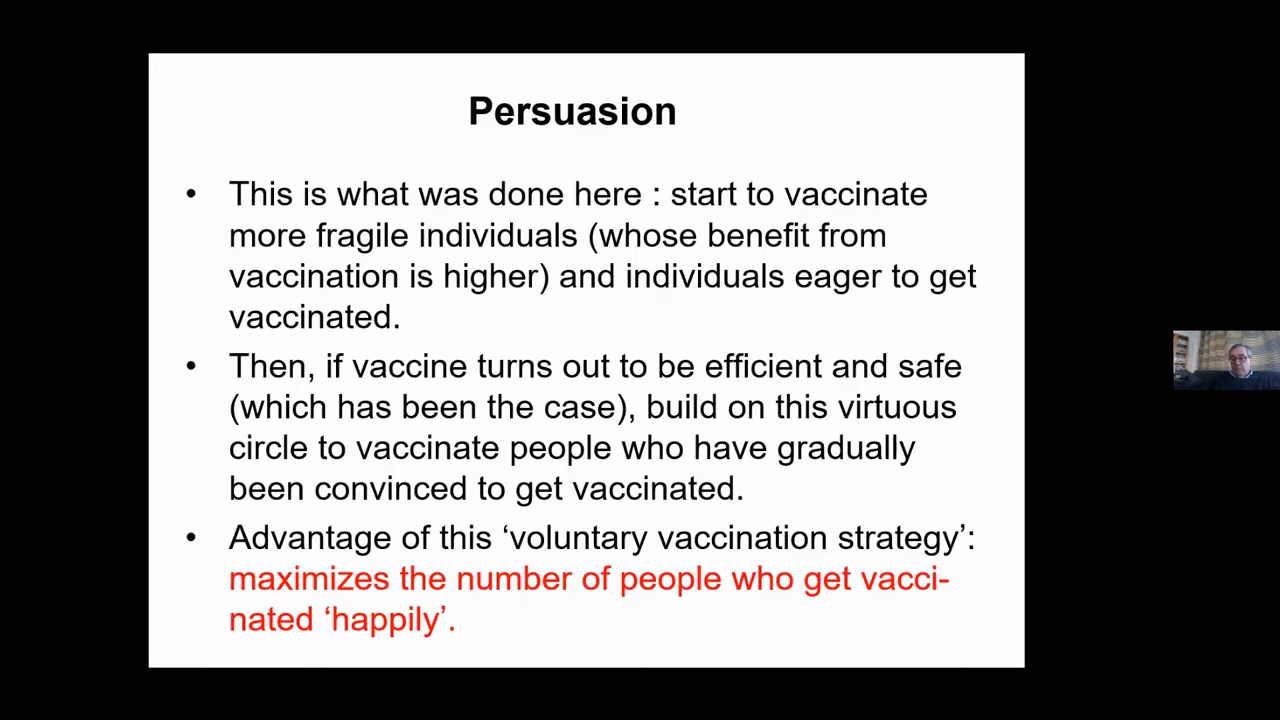 Persuasion
• This is what was done here : start to vaccinate
more fragile individuals (whose benefit from
vaccination is higher) and individuals eager to get
vaccinated.
• Then, if vaccine turns out to be efficient and safe
(which has been the case), build on this virtuous
circle to vaccinate people who have gradually
been convinced to get vaccinated.
• Advantage of this ‘voluntary vaccination strategy’:
maximizes the number of people who get vacci-
nated ‘happily’.